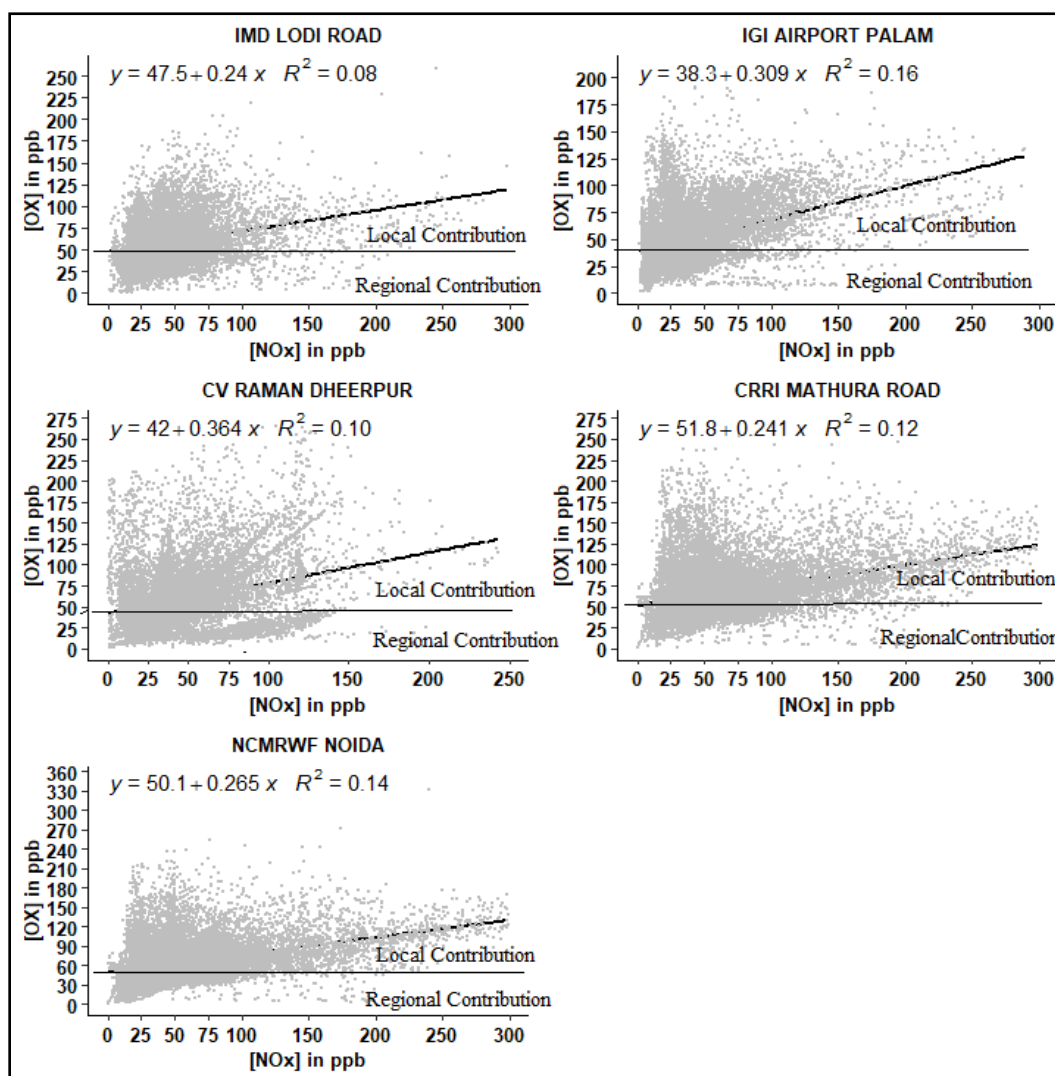 IMD LODI ROAD
y = 47.5 + 0.24 x R² = 0.08
[OX] in ppb
250
225
200
175
150
125
100
75
50
25
0
Local Contribution
Regional Contribution
0 25 50 75 100 150 200 250 300
[NOx] in ppb
IGI AIRPORT PALAM
y = 38.3 + 0.309 x R² = 0.16
[OX] in ppb
200
175
150
125
100
75
50
25
0
Local Contribution
Regional Contribution
0 25 50 75 100 150 200 250 300
[NOx] in ppb
CV RAMAN DHEERPUR
y = 42 + 0.364 x R² = 0.10
[OX] in ppb
275
250
225
200
175
150
125
100
75
50
25
0
Local Contribution
Regional Contribution
0 25 50 75 100 150 200 250
[NOx] in ppb
CRRI MATHURA ROAD
y = 51.8 + 0.241 x R² = 0.12
[OX] in ppb
275
250
225
200
175
150
125
100
75
50
25
0
Local Contribution
RegionalContribution
0 25 50 75 100 150 200 250 300
[NOx] in ppb
NCMRWF NOIDA
y = 50.1 + 0.265 x R² = 0.14
[OX] in ppb
360
330
300
270
240
210
180
150
120
90
60
30
0
Local Contribution
Regional Contribution
0 25 50 75 100 150 200 250 300
[NOx] in ppb